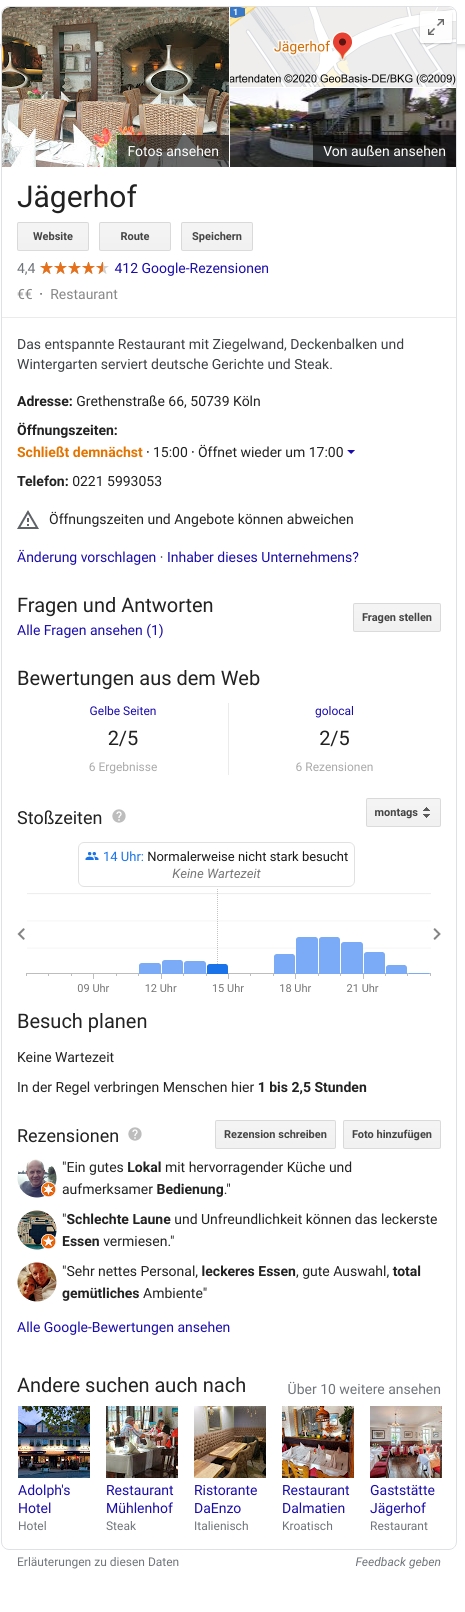 1
Jägerhof
artendaten ©2020 GeoBasis-DE/BKG (©2009)
Fotos ansehen
Von außen ansehen
Jägerhof
Website Route Speichern
4,4 412 Google-Rezensionen
€€ · Restaurant
Das entspannte Restaurant mit Ziegelwand, Deckenbalken und
Wintergarten serviert deutsche Gerichte und Steak.
Adresse: Grethenstraße 66, 50739 Köln
Öffnungszeiten:
Schließt demnächst · 15:00 · Öffnet wieder um 17:00
Telefon: 0221 5993053
Öffnungszeiten und Angebote können abweichen
Änderung vorschlagen · Inhaber dieses Unternehmens?
Fragen und Antworten
Alle Fragen ansehen (1)
Fragen stellen
Bewertungen aus dem Web
Gelbe Seiten golocal
2/5 2/5
6 Ergebnisse 6 Rezensionen
Stoßzeiten ?
montags
14 Uhr: Normalerweise nicht stark besucht
Keine Wartezeit
09 Uhr 12 Uhr 15 Uhr 18 Uhr 21 Uhr
Besuch planen
Keine Wartezeit
In der Regel verbringen Menschen hier 1 bis 2,5 Stunden
Rezensionen ? Rezension schreiben Foto hinzufügen
"Ein gutes Lokal mit hervorragender Küche und
aufmerksamer Bedienung."
"Schlechte Laune und Unfreundlichkeit können das leckerste
Essen vermiesen."
"Sehr nettes Personal, leckeres Essen, gute Auswahl, total
gemütliches Ambiente"
Alle Google-Bewertungen ansehen
Andere suchen auch nach Über 10 weitere ansehen
Adolph's Restaurant Ristorante Restaurant Gaststätte
Hotel Mühlenhof DaEnzo Dalmatien Jägerhof
Hotel Steak Italienisch Kroatisch Restaurant
Erläuterungen zu diesen Daten Feedback geben